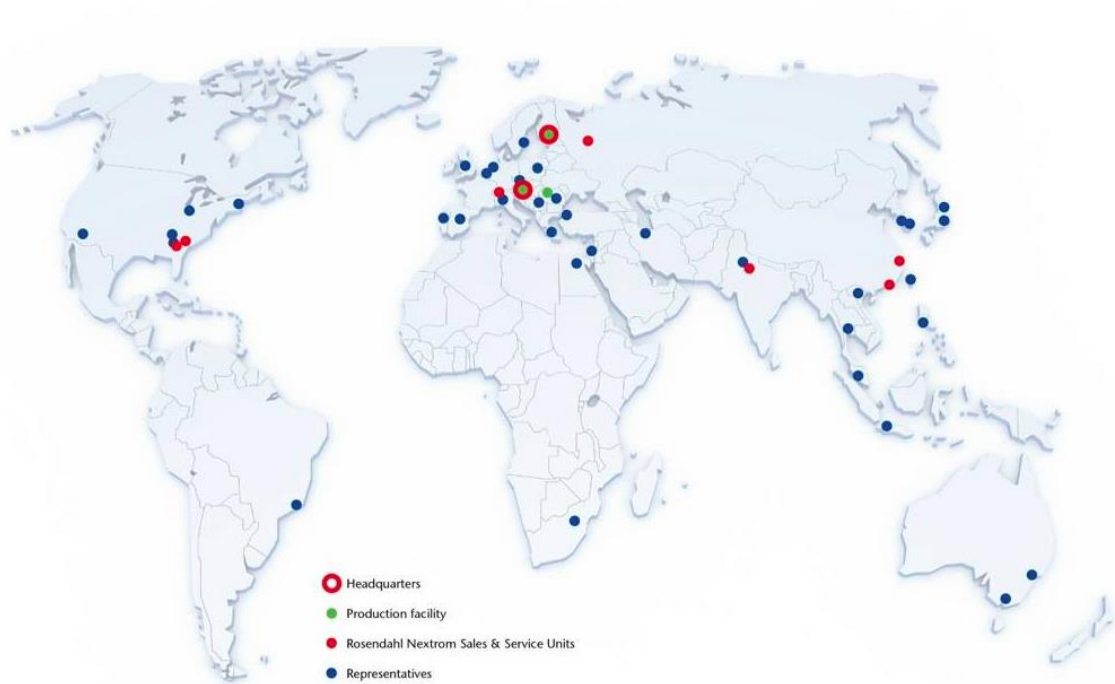 Headquarters
Production facility
Rosendahl Nextrom Sales & Service Units
Representatives